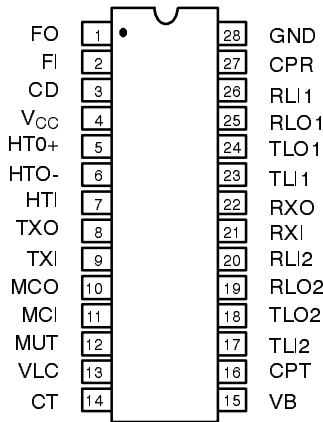 FO 1 28 GND
FI 2 27 CPR
CD 3 26 RLI1
VCC 4 25 RLO1
HT0+ 5 24 TLO1
HTO- 6 23 TLI1
HTI 7 22 RXO
TXO 8 21 RXI
TXI 9 20 RLI2
MCO 10 19 RLO2
MCI 11 18 TLO2
MUT 12 17 TLI2
VLC 13 16 CPT
CT 14 15 VB